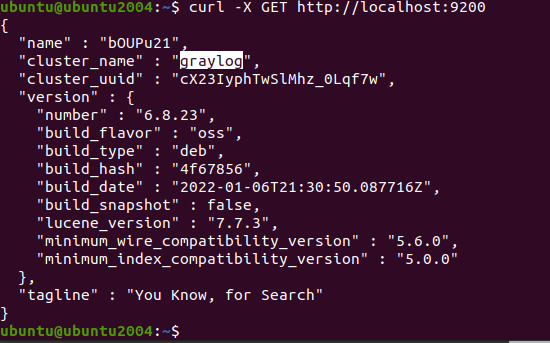 ubuntu@ubuntu2004:~$ curl -X GET http://localhost:9200
{
  "name" : "bOUPu21",
  "cluster_name" : "graylog",
  "cluster_uuid" : "cX23IyphTwSlMhz_0Lqf7w",
  "version" : {
    "number" : "6.8.23",
    "build_flavor" : "oss",
    "build_type" : "deb",
    "build_hash" : "4f67856",
    "build_date" : "2022-01-06T21:30:50.087716Z",
    "build_snapshot" : false,
    "lucene_version" : "7.7.3",
    "minimum_wire_compatibility_version" : "5.6.0",
    "minimum_index_compatibility_version" : "5.0.0"
  },
  "tagline" : "You Know, for Search"
}
ubuntu@ubuntu2004:~$